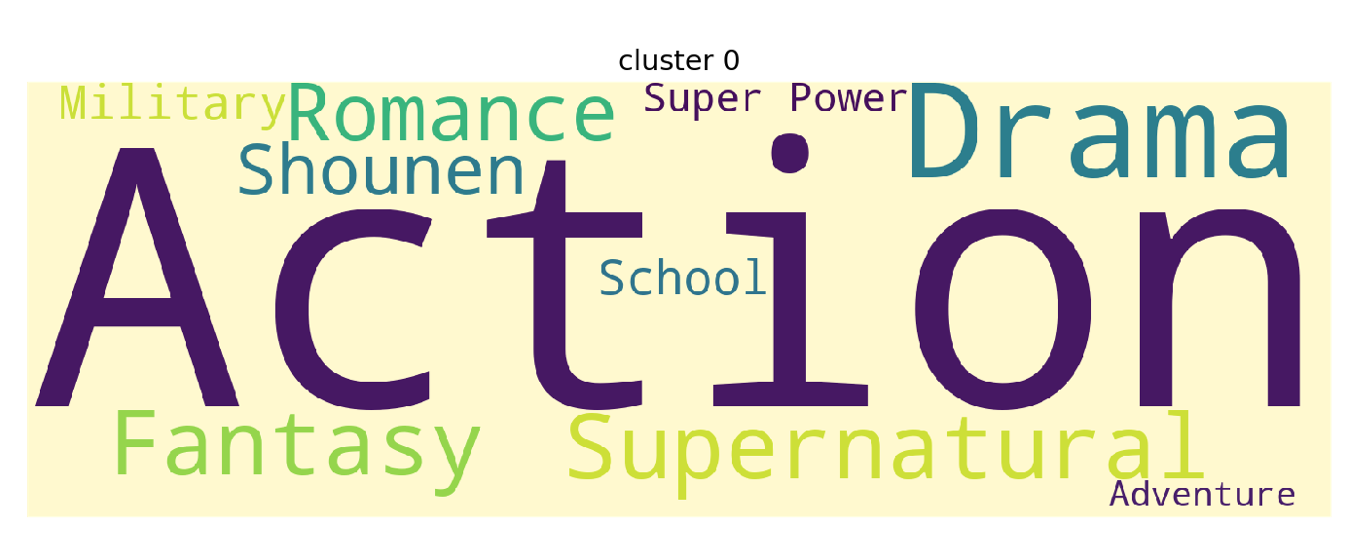 cluster 0
Military Romance Super Power Drama
Shounen
Action
School
Fantasy Supernatural
Adventure